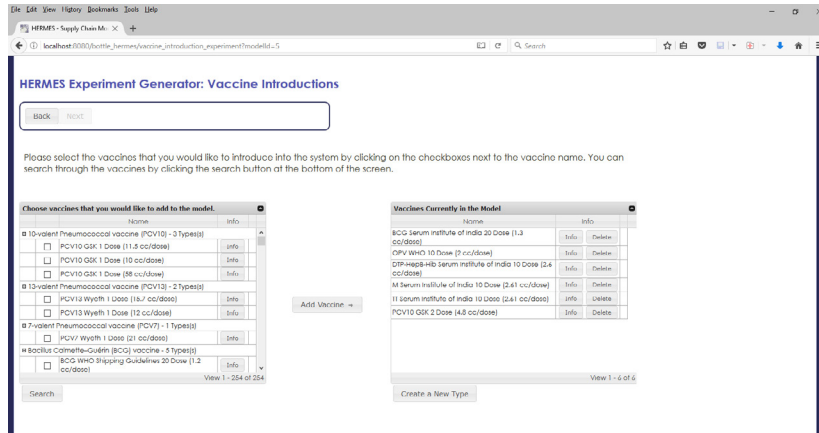 File Edit View History Bookmarks Tools Help
HERMES - Supply Chain Mo
localhost:8080/bottle_hermes/vaccine_introduction_experiment?modelId=5
Search
HERMES Experiment Generator: Vaccine Introductions
Back Next
Please select the vaccines that you would like to introduce into the system by clicking on the checkboxes next to the vaccine name. You can
search through the vaccines by clicking the search button at the bottom of the screen.
Choose vaccines that you would like to add to the model.
Name Info
10-valent Pneumococcal vaccine (PCV10) - 3 Types(s)
PCV10 GSK 1 Dose (11.5 cc/dose) Info
PCV10 GSK 1 Dose (10 cc/dose) Info
PCV10 GSK 1 Dose (58 cc/dose) Info
13-valent Pneumococcal vaccine (PCV13) - 2 Types(s)
PCV13 Wyeth 1 Dose (15.7 cc/dose) Info
PCV13 Wyeth 1 Dose (12 cc/dose) Info
7-valent Pneumococcal vaccine (PCV7) - 1 Types(s)
PCV7 Wyeth 1 Dose (21 cc/dose) Info
Bacillus Calmette-Guérin (BCG) vaccine - 5 Types(s)
BCG WHO Shipping Guidelines 20 Dose (1.2
cc/dose) Info
View 1 - 254 of 254
Search
Add Vaccine
Vaccines Currently in the Model
Name Info
BCG Serum Institute of India 20 Dose (1.3
cc/dose) Info Delete
OPV WHO 10 Dose (2 cc/dose) Info Delete
DTP-HepB-Hib Serum Institute of India 10 Dose (2.6
cc/dose) Info Delete
M Serum Institute of India 10 Dose (2.61 cc/dose) Info Delete
TT Serum Institute of India 10 Dose (2.61 cc/dose) Info Delete
PCV10 GSK 2 Dose (4.8 cc/dose) Info Delete
View 1 - 6 of 6
Create a New Type